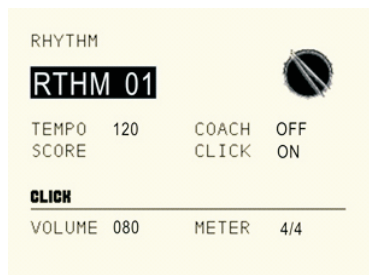 RHYTHM
RTHM 01
TEMPO 120 COACH OFF
SCORE CLICK ON
CLICK
VOLUME 080 METER 4/4